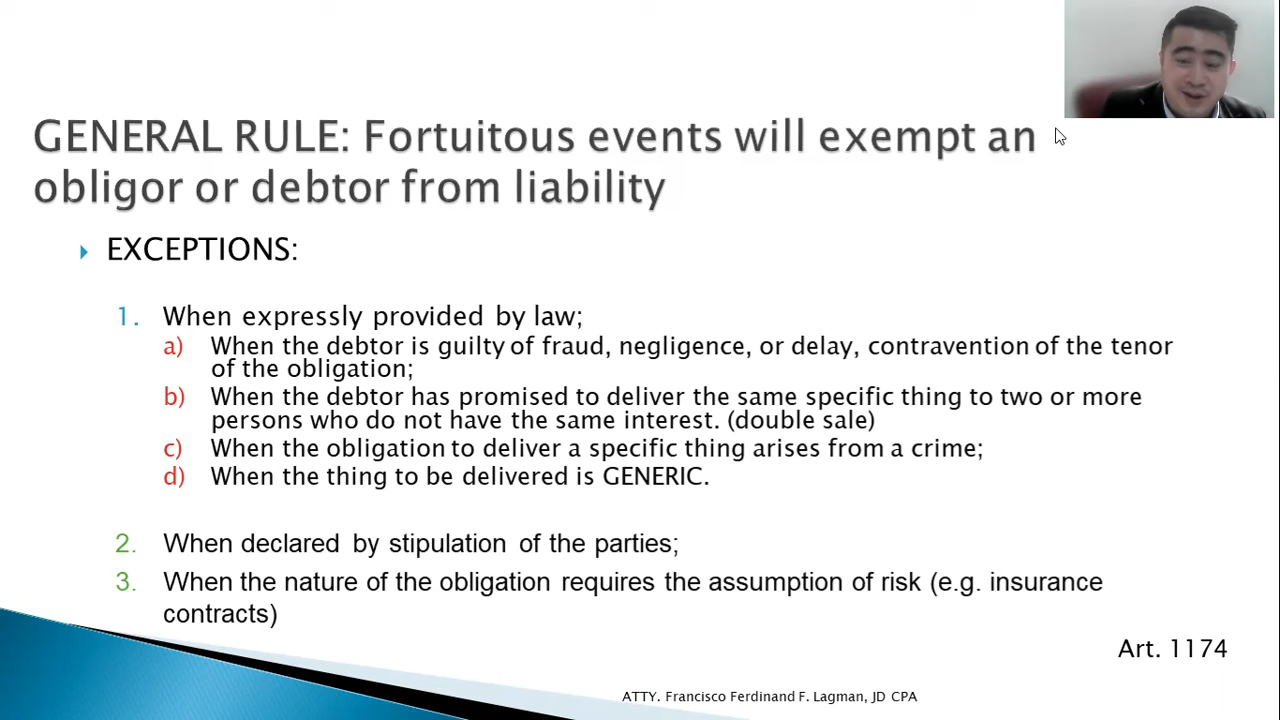 GENERAL RULE: Fortuitous events will exempt an
obligor or debtor from liability
EXCEPTIONS:
1. When expressly provided by law;
a) When the debtor is guilty of fraud, negligence, or delay, contravention of the tenor
of the obligation;
b) When the debtor has promised to deliver the same specific thing to two or more
persons who do not have the same interest. (double sale)
c) When the obligation to deliver a specific thing arises from a crime;
d) When the thing to be delivered is GENERIC.
2. When declared by stipulation of the parties;
3. When the nature of the obligation requires the assumption of risk (e.g. insurance
contracts)
Art. 1174
ATTY. Francisco Ferdinand F. Lagman, JD CPA